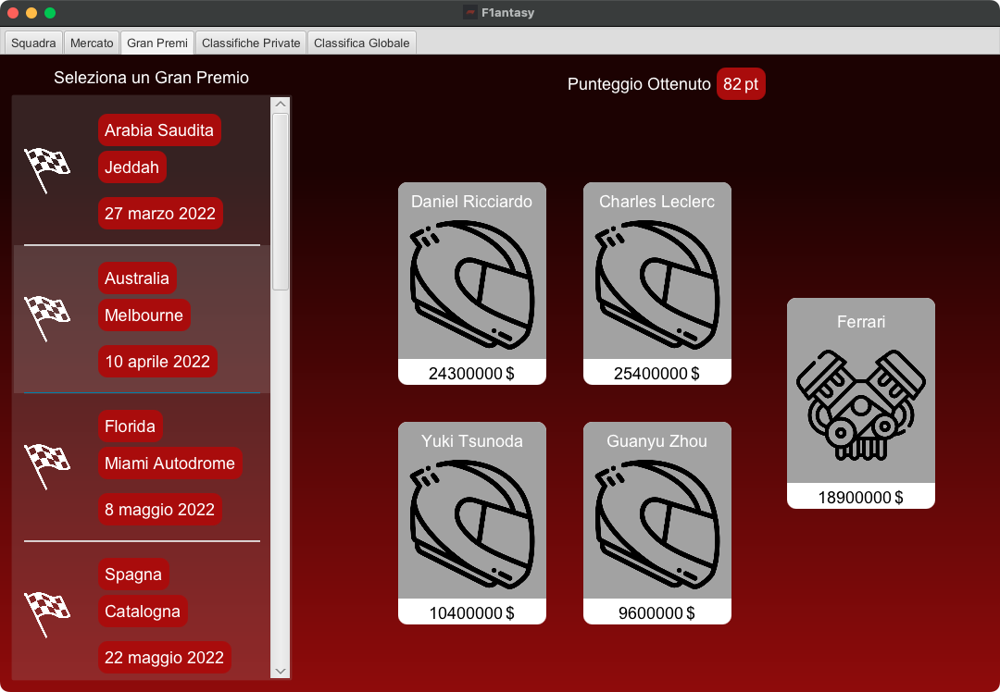 F1antasy
Squadra
Mercato
Gran Premi
Classifiche Private
Classifica Globale
Seleziona un Gran Premio
Arabia Saudita
Jeddah
27 marzo 2022
Australia
Melbourne
10 aprile 2022
Florida
Miami Autodrome
8 maggio 2022
Spagna
Catalogna
22 maggio 2022
Punteggio Ottenuto 82 pt
Daniel Ricciardo
24300000 $
Charles Leclerc
25400000 $
Yuki Tsunoda
10400000 $
Guanyu Zhou
9600000 $
Ferrari
18900000 $